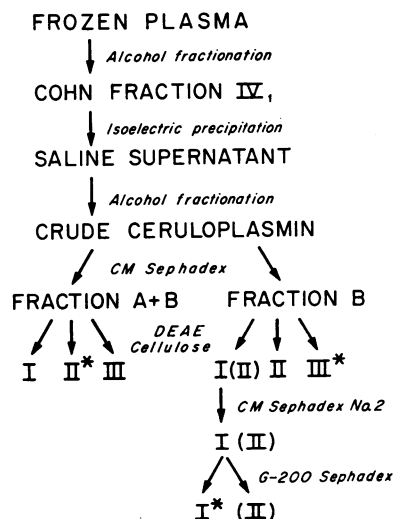 FROZEN PLASMA
Alcohol fractionation
COHN FRACTION IV, 
Isoelectric precipitation
SALINE SUPERNATANT
Alcohol fractionation
CRUDE CERULOPLASMIN
CM Sephadex
FRACTION A+B FRACTION B
DEAE
Cellulose
I II* III I(II) II III*
CM Sephadex No.2
I (II)
G-200 Sephadex
I* (II)